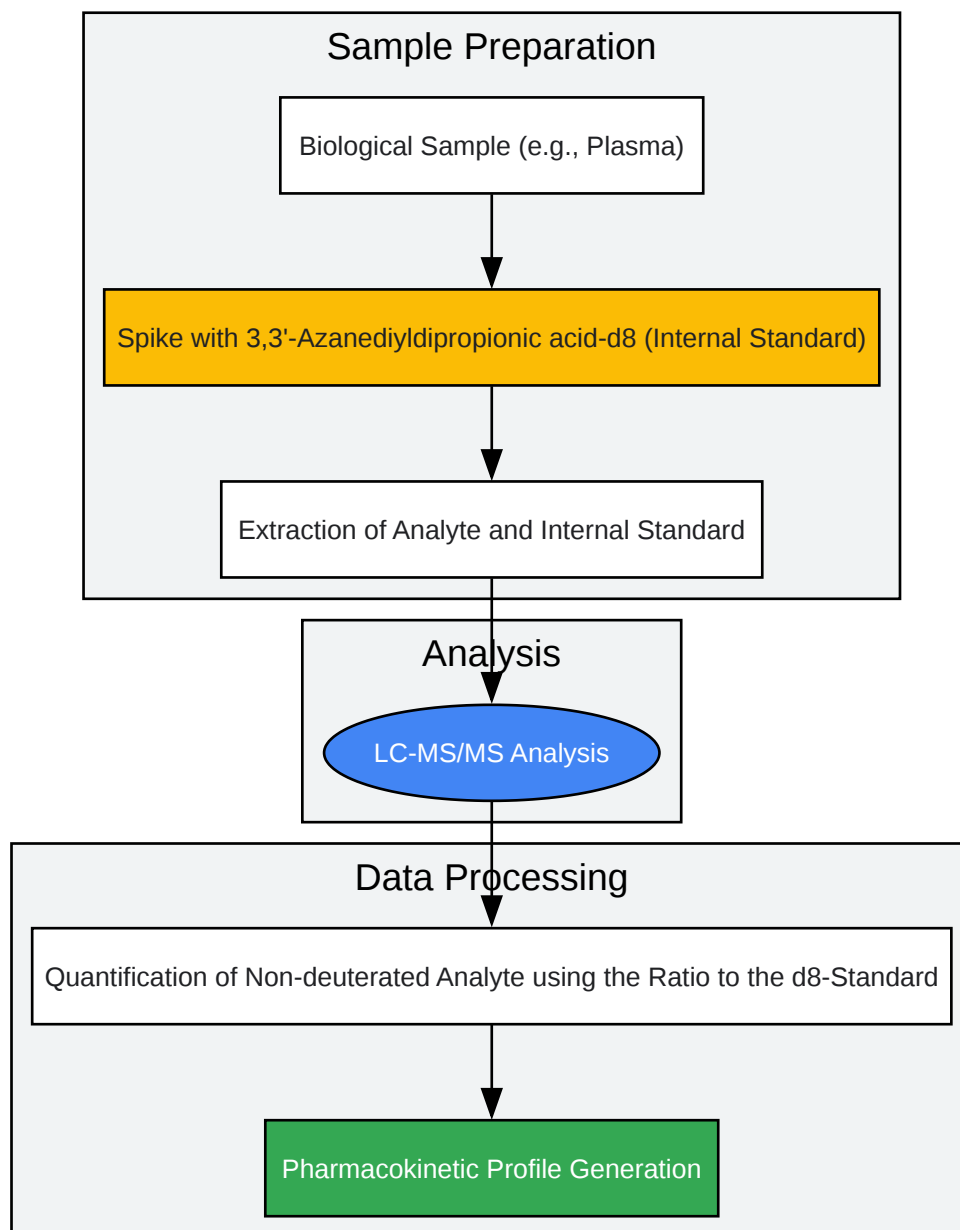 Sample Preparation
Biological Sample (e.g., Plasma)
Spike with 3,3'-Azanediyldipropionic acid-d8 (Internal Standard)
Extraction of Analyte and Internal Standard
Analysis
LC-MS/MS Analysis
Data Processing
Quantification of Non-deuterated Analyte using the Ratio to the d8-Standard
Pharmacokinetic Profile Generation